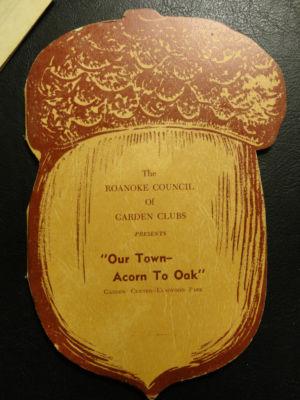 The
ROANOKE COUNCIL
Of
GARDEN CLUBS
PRESENTS
"Our Town–
Acorn To Oak"
GARDEN CENTER–ELMWOOD PARK